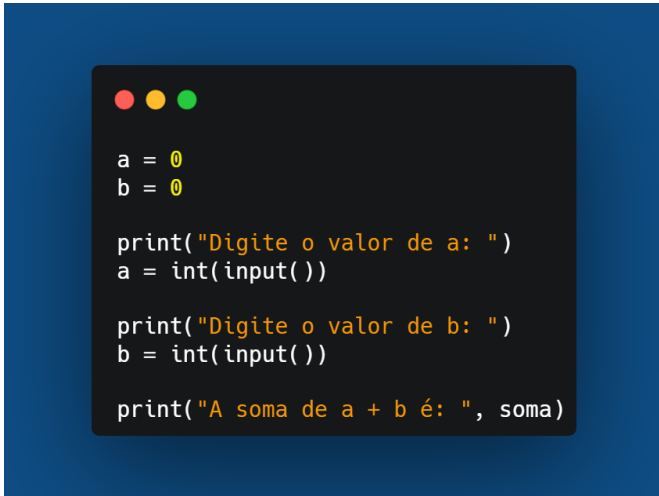 a = 0
b = 0
print("Digite o valor de a: ")
a = int(input())
print("Digite o valor de b: ")
b = int(input())
print("A soma de a + b é: ", soma)